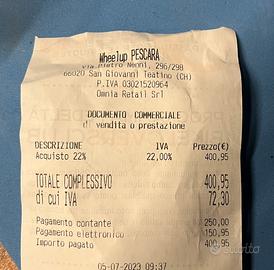 Wheelup PESCARA
via Pietro Nenni, 296/298
66020 San Giovanni Teatino (CH)
P.IVA 03021520964
Omnia Retail Srl
DOCUMENTO COMMERCIALE
di vendita o prestazione
DESCRIZIONE IVA Prezzo(€)
Acquisto 22% 22,00% 400,95
TOTALE COMPLESSIVO 400,95
di cui IVA 72,30
Pagamento contante 250,00
Pagamento elettronico 150,95
Importo pagato 400,95
05-07-2023 09:37
subito